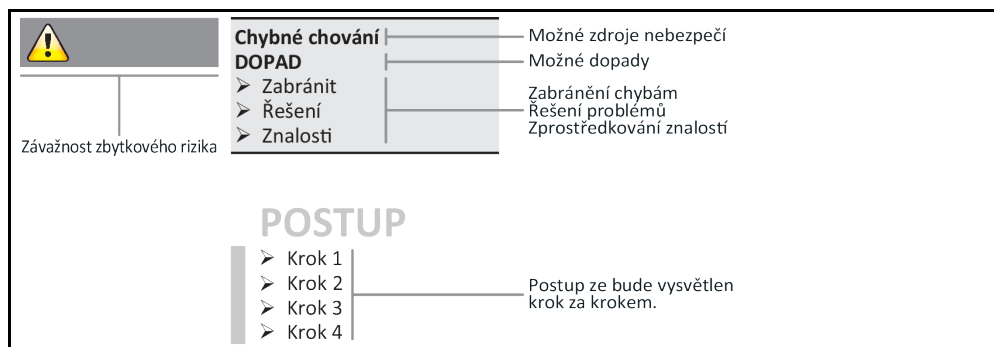 Chybné chování
Možné zdroje nebezpečí
DOPAD
Možné dopady
Zabránit
Řešení
Znalosti
Zabránění chybám
Řešení problémů
Zprostředkování znalostí
Závažnost zbytkového rizika
POSTUP
Krok 1
Krok 2
Krok 3
Krok 4
Postup ze bude vysvětlen
krok za krokem.